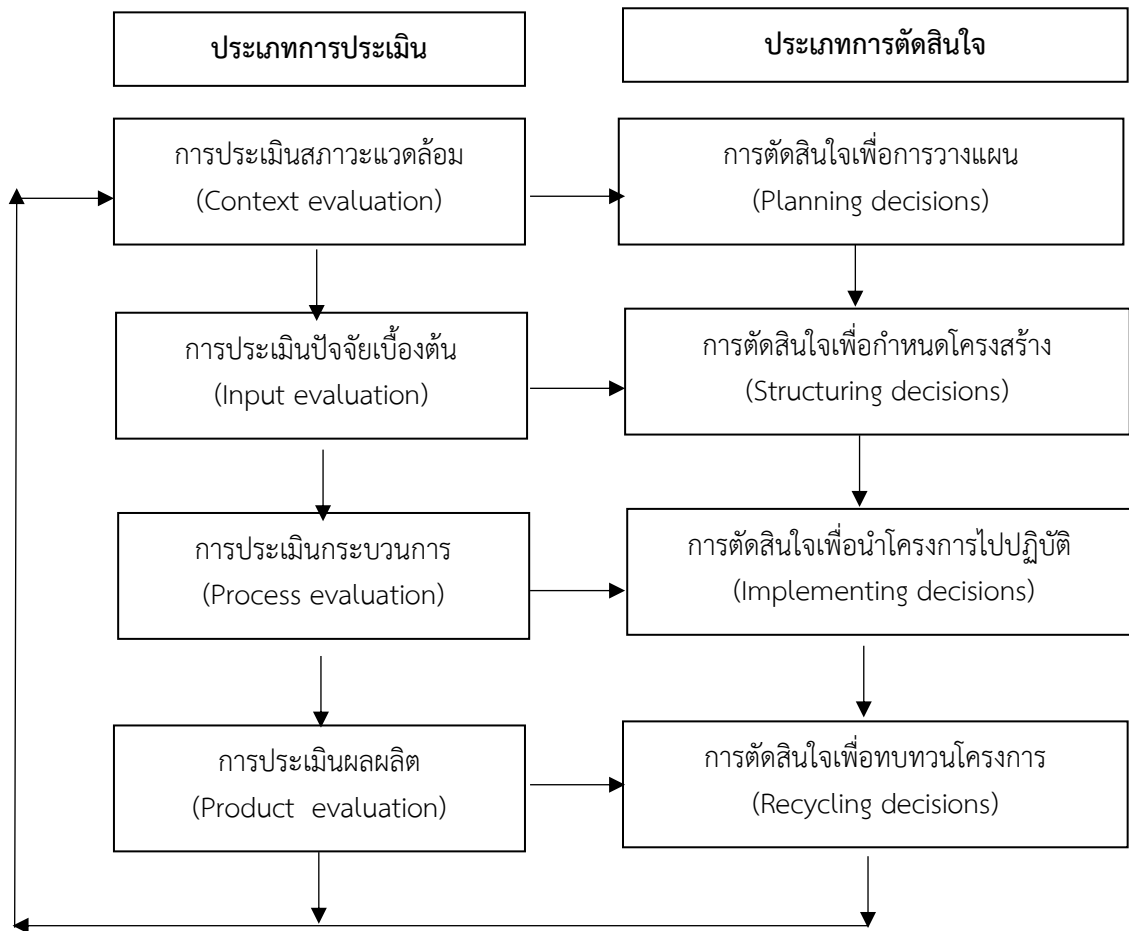 ประเภทการประเมิน
ประเภทการตัดสินใจ
การประเมินสภาวะแวดล้อม
(Context evaluation)
การตัดสินใจเพื่อการวางแผน
(Planning decisions)
การประเมินปัจจัยเบื้องต้น
(Input evaluation)
การตัดสินใจเพื่อกำหนดโครงสร้าง
(Structuring decisions)
การประเมินกระบวนการ
(Process evaluation)
การตัดสินใจเพื่อนำโครงการไปปฏิบัติ
(Implementing decisions)
การประเมินผลผลิต
(Product  evaluation)
การตัดสินใจเพื่อทบทวนโครงการ
(Recycling decisions)